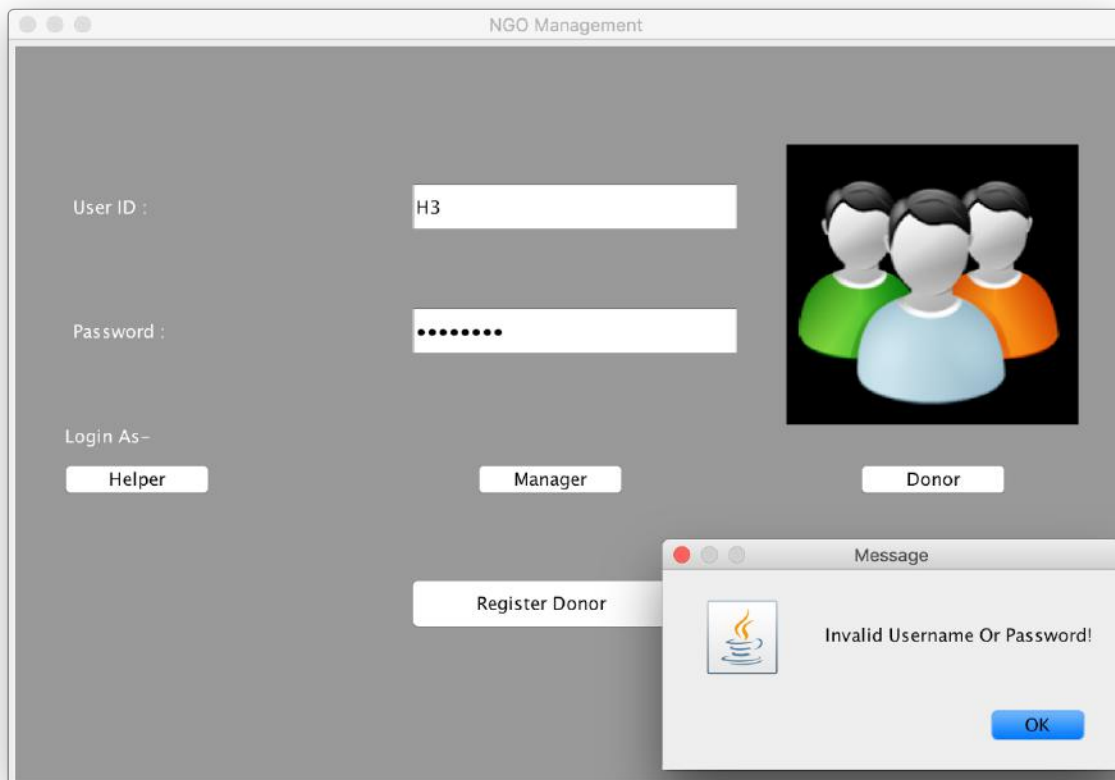 NGO Management
User ID :
H3
Password :
••••••••
Login As-
Helper
Manager
Donor
Register Donor
Message
Invalid Username Or Password!
OK